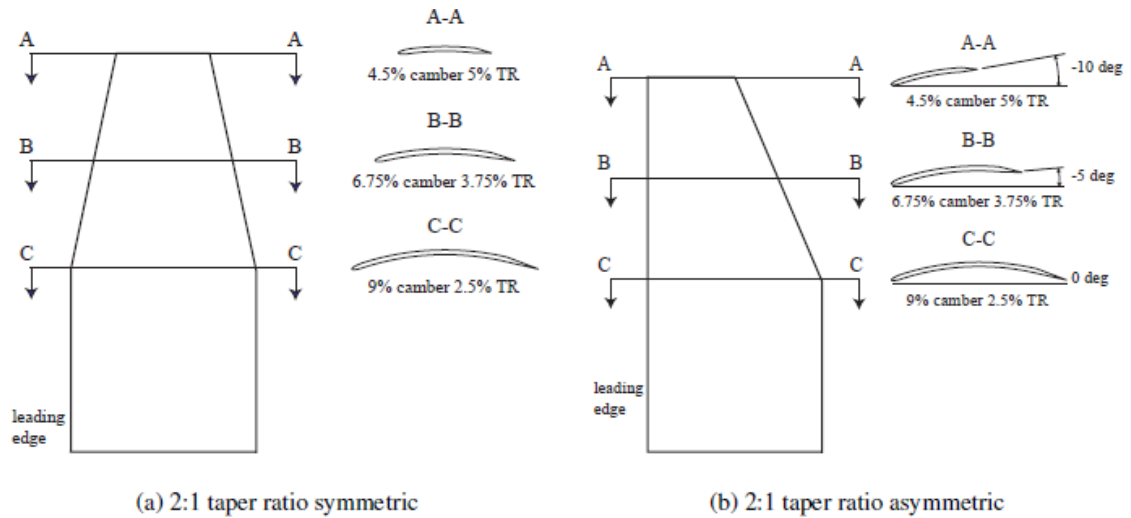 A-A
A A
4.5% camber 5% TR
B-B
B B
6.75% camber 3.75% TR
C-C
C C
9% camber 2.5% TR
leading
edge
(a) 2:1 taper ratio symmetric
A-A
A A
-10 deg
4.5% camber 5% TR
B-B
B B
-5 deg
6.75% camber 3.75% TR
C-C
C C
0 deg
9% camber 2.5% TR
leading
edge
(b) 2:1 taper ratio asymmetric